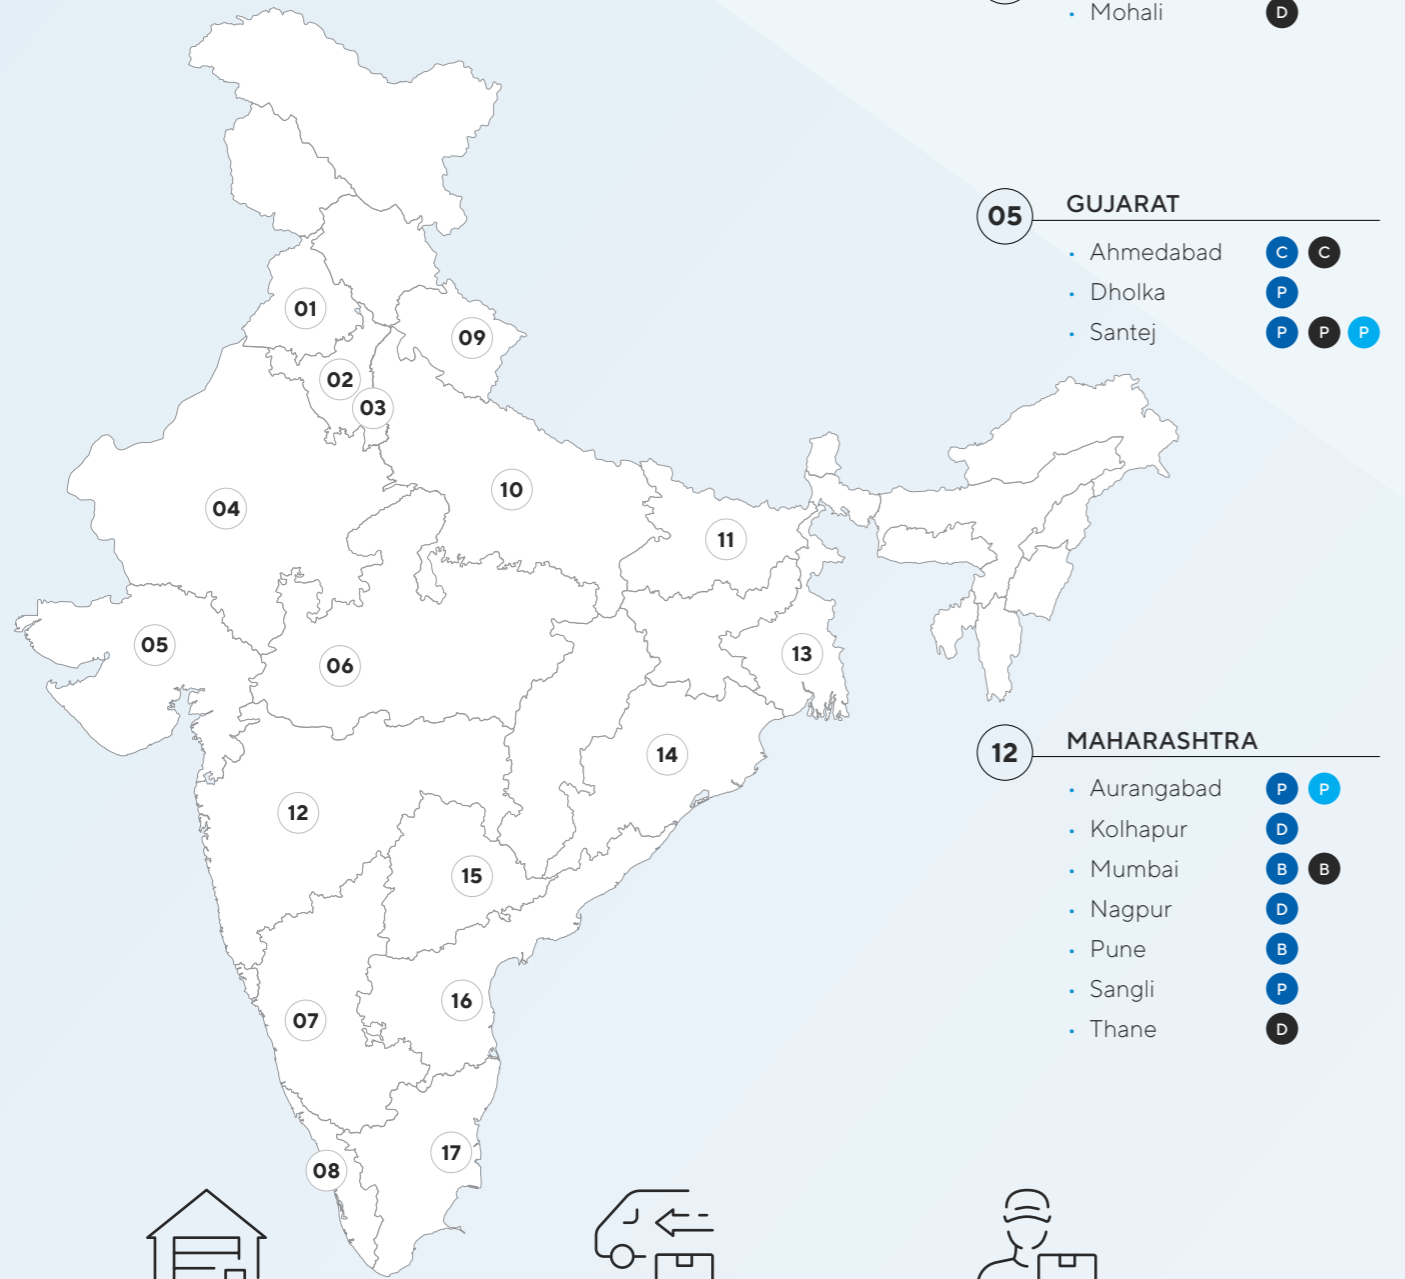 • Mohali D
05 GUJARAT
• Ahmedabad C C
• Dholka P
• Santej P P P
12 MAHARASHTRA
• Aurangabad P P
• Kolhapur D
• Mumbai B B
• Nagpur D
• Pune B
• Sangli P
• Thane D
01
09
02
03
10
04
11
05
13
06
14
12
15
16
07
17
08